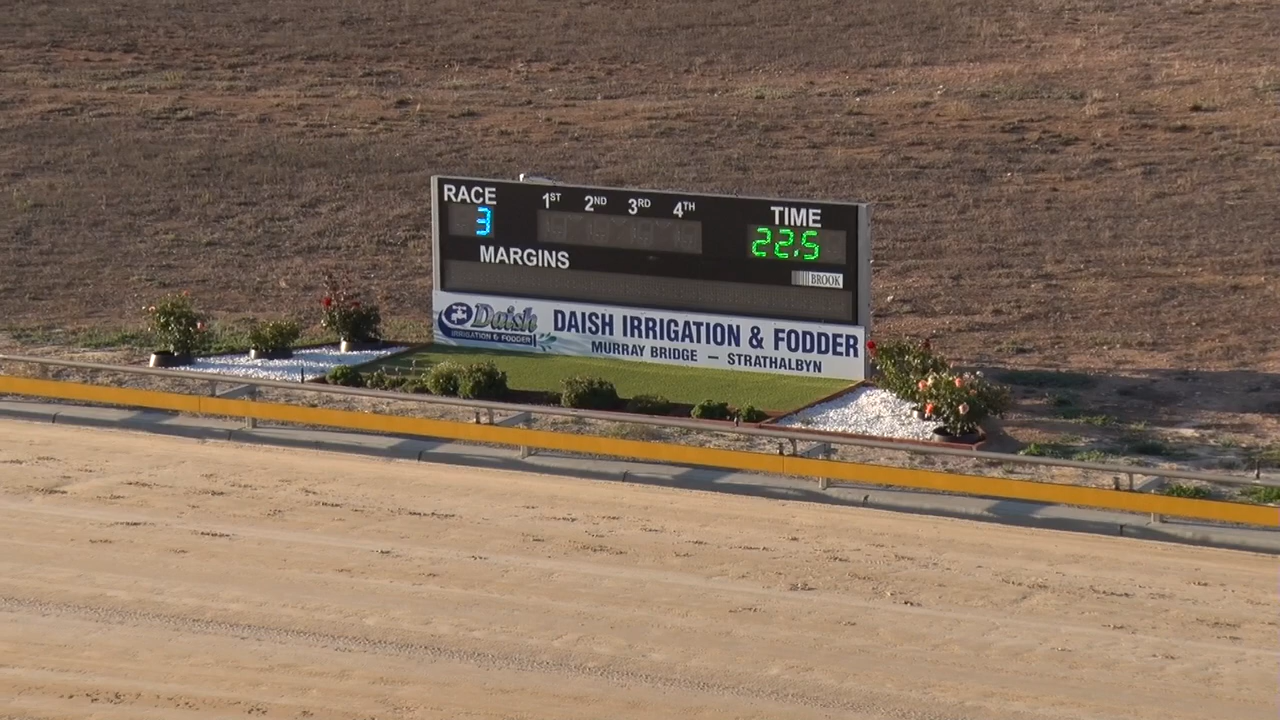 RACE 1ST 2ND 3RD 4TH TIME
3 22.5
MARGINS
BROOK
Daish
IRRIGATION & FODDER
DAISH IRRIGATION & FODDER
MURRAY BRIDGE — STRATHALBYN